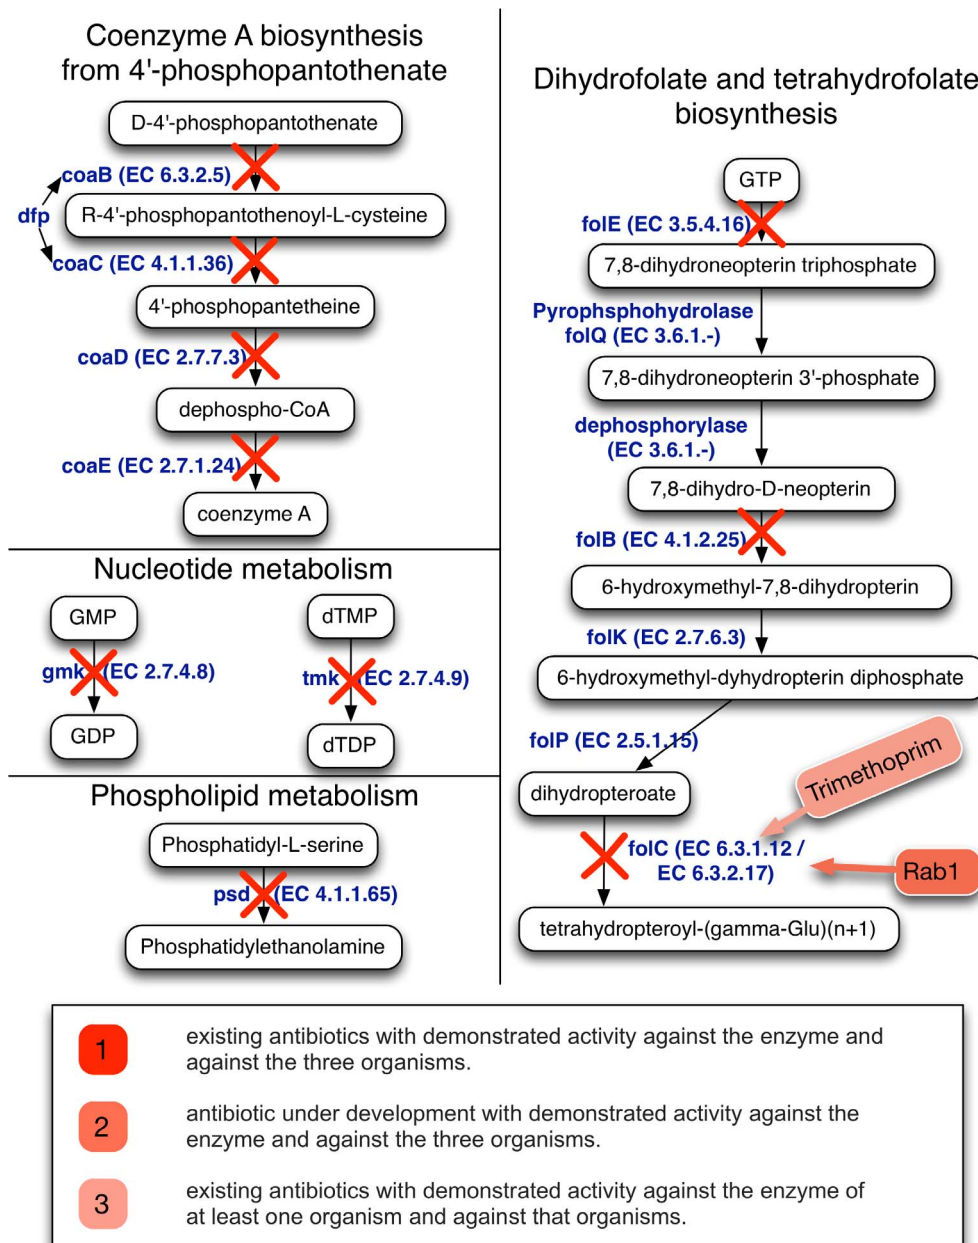 Coenzyme A biosynthesis
from 4'-phosphopantothenate
D-4'-phosphopantothenate
coaB (EC 6.3.2.5)
dfp
R-4'-phosphopantothenoyl-L-cysteine
coaC (EC 4.1.1.36)
4'-phosphopantetheine
coaD (EC 2.7.7.3)
dephospho-CoA
coaE (EC 2.7.1.24)
coenzyme A
Nucleotide metabolism
GMP
dTMP
gmk (EC 2.7.4.8)
tmk (EC 2.7.4.9)
GDP
dTDP
Phospholipid metabolism
Phosphatidyl-L-serine
psd (EC 4.1.1.65)
Phosphatidylethanolamine
Dihydrofolate and tetrahydrofolate
biosynthesis
GTP
folE (EC 3.5.4.16)
7,8-dihydroneopterin triphosphate
Pyrophsphohydrolase
folQ (EC 3.6.1.-)
7,8-dihydroneopterin 3'-phosphate
dephosphorylase
(EC 3.6.1.-)
7,8-dihydro-D-neopterin
folB (EC 4.1.2.25)
6-hydroxymethyl-7,8-dihydropterin
folK (EC 2.7.6.3)
6-hydroxymethyl-dyhydropterin diphosphate
folP (EC 2.5.1.15)
Trimethoprim
dihydropteroate
folC (EC 6.3.1.12 /
EC 6.3.2.17)
Rab1
tetrahydropteroyl-(gamma-Glu)(n+1)
1
existing antibiotics with demonstrated activity against the enzyme and
against the three organisms.
2
antibiotic under development with demonstrated activity against the
enzyme and against the three organisms.
3
existing antibiotics with demonstrated activity against the enzyme of
at least one organism and against that organisms.